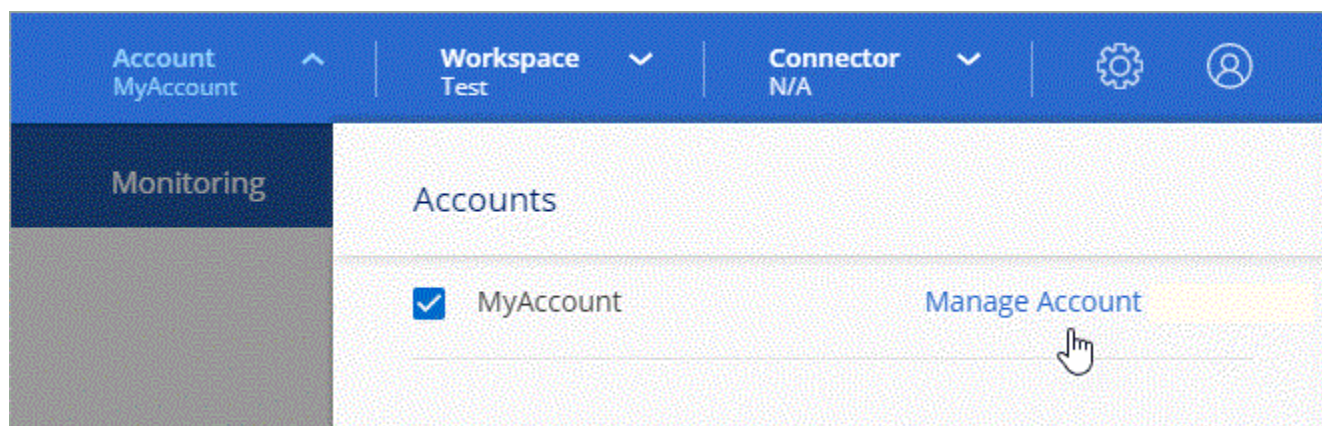 Account
MyAccount
Workspace
Test
Connector
N/A
Monitoring
Accounts
MyAccount
Manage Account